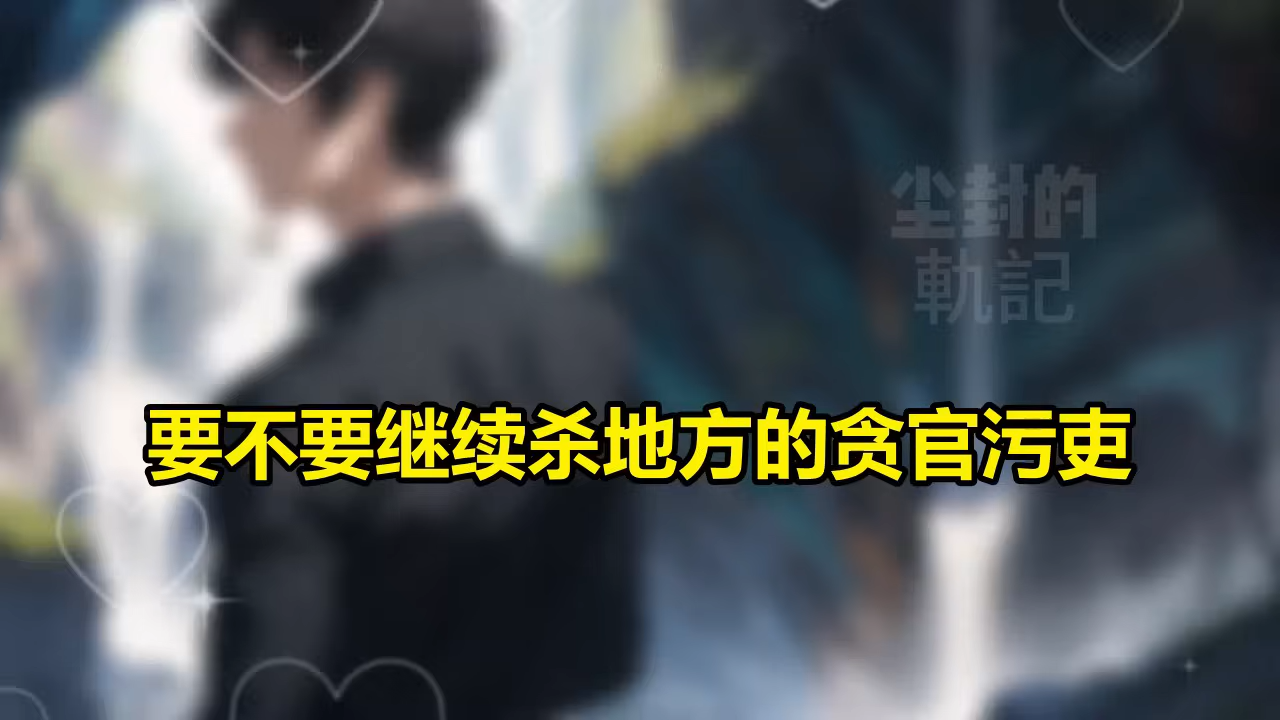 尘封的
軌記
要不要继续杀地方的贪官污吏